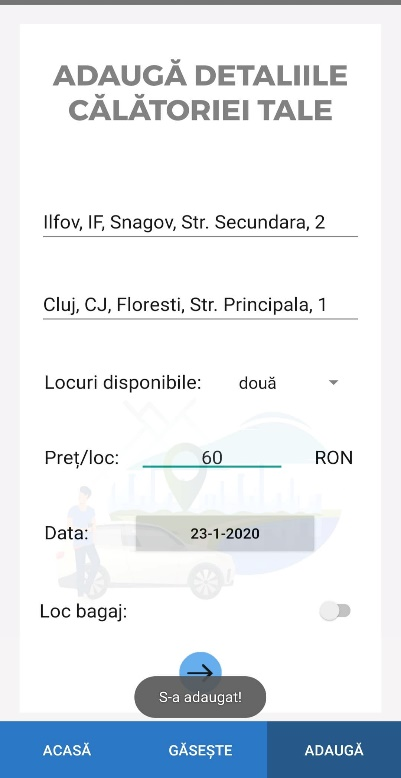 ADAUGĂ DETALIILE
CĂLĂTORIEI TALE
Ilfov, IF, Snagov, Str. Secundara, 2
Cluj, CJ, Floresti, Str. Principala, 1
Locuri disponibile: două
Preț/loc: 60 RON
Data: 23-1-2020
Loc bagaj:
S-a adaugat!
ACASĂ GĂSEȘTE ADAUGĂ